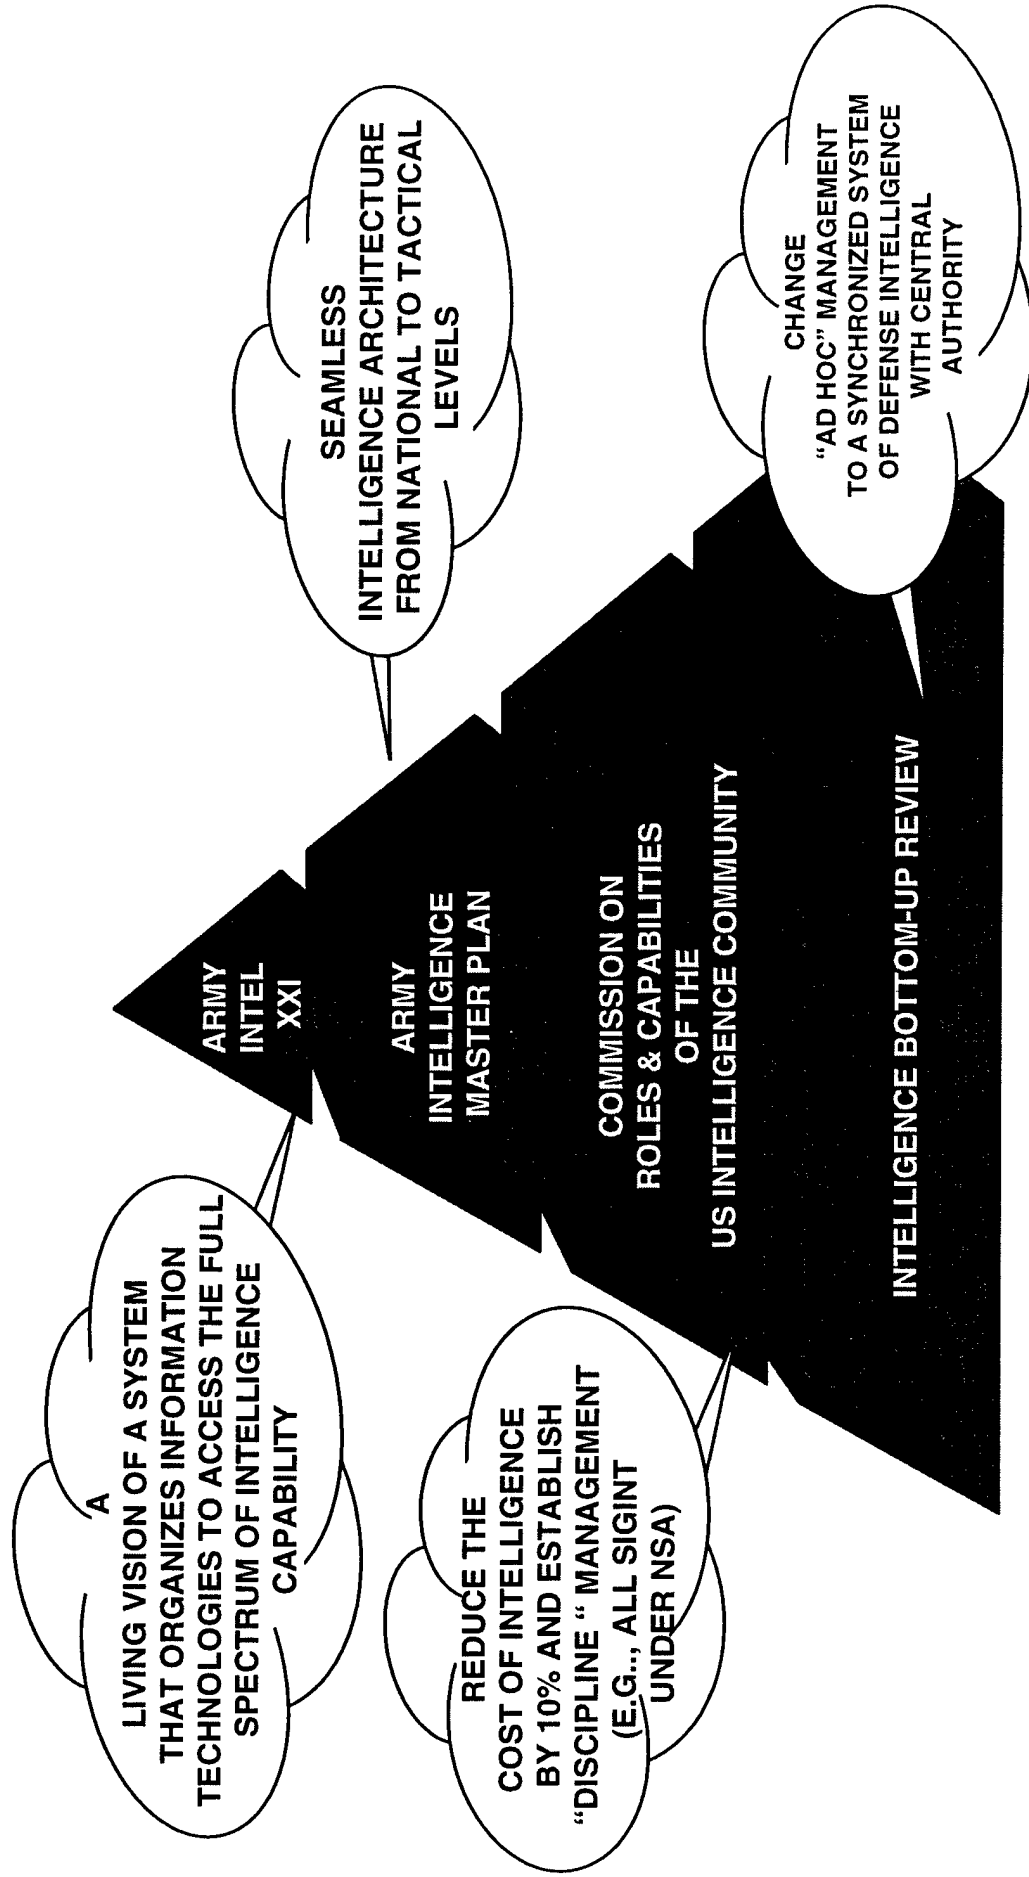 A
LIVING VISION OF A SYSTEM
THAT ORGANIZES INFORMATION
TECHNOLOGIES TO ACCESS THE FULL
SPECTRUM OF INTELLIGENCE
CAPABILITY
ARMY
INTEL
XXI
SEAMLESS
INTELLIGENCE ARCHITECTURE
FROM NATIONAL TO TACTICAL
LEVELS
ARMY
INTELLIGENCE
MASTER PLAN
REDUCE THE
COST OF INTELLIGENCE
BY 10% AND ESTABLISH
“DISCIPLINE “ MANAGEMENT
(E.G.., ALL SIGINT
UNDER NSA)
COMMISSION ON
ROLES & CAPABILITIES
OF THE
US INTELLIGENCE COMMUNITY
CHANGE
“AD HOC” MANAGEMENT
TO A SYNCHRONIZED SYSTEM
OF DEFENSE INTELLIGENCE
WITH CENTRAL
AUTHORITY
INTELLIGENCE BOTTOM-UP REVIEW